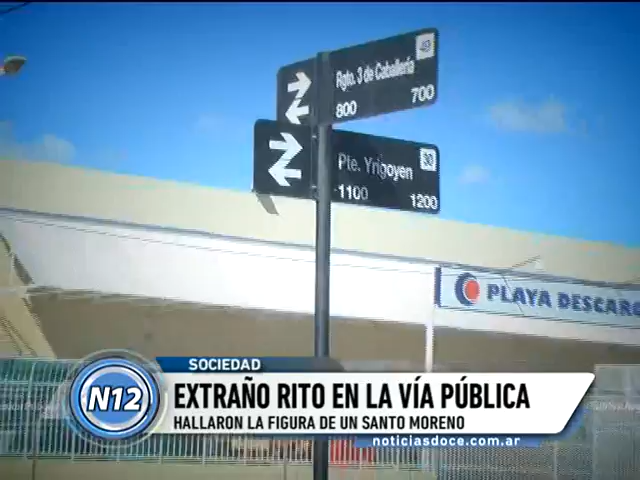 Rgto. 3 de Caballería
49
800
700
Pte. Yrigoyen
30
1100
1200
PLAYA DESCARG
SOCIEDAD
N12
EXTRAÑO RITO EN LA VÍA PÚBLICA
HALLARON LA FIGURA DE UN SANTO MORENO
noticiasdoce.com.ar